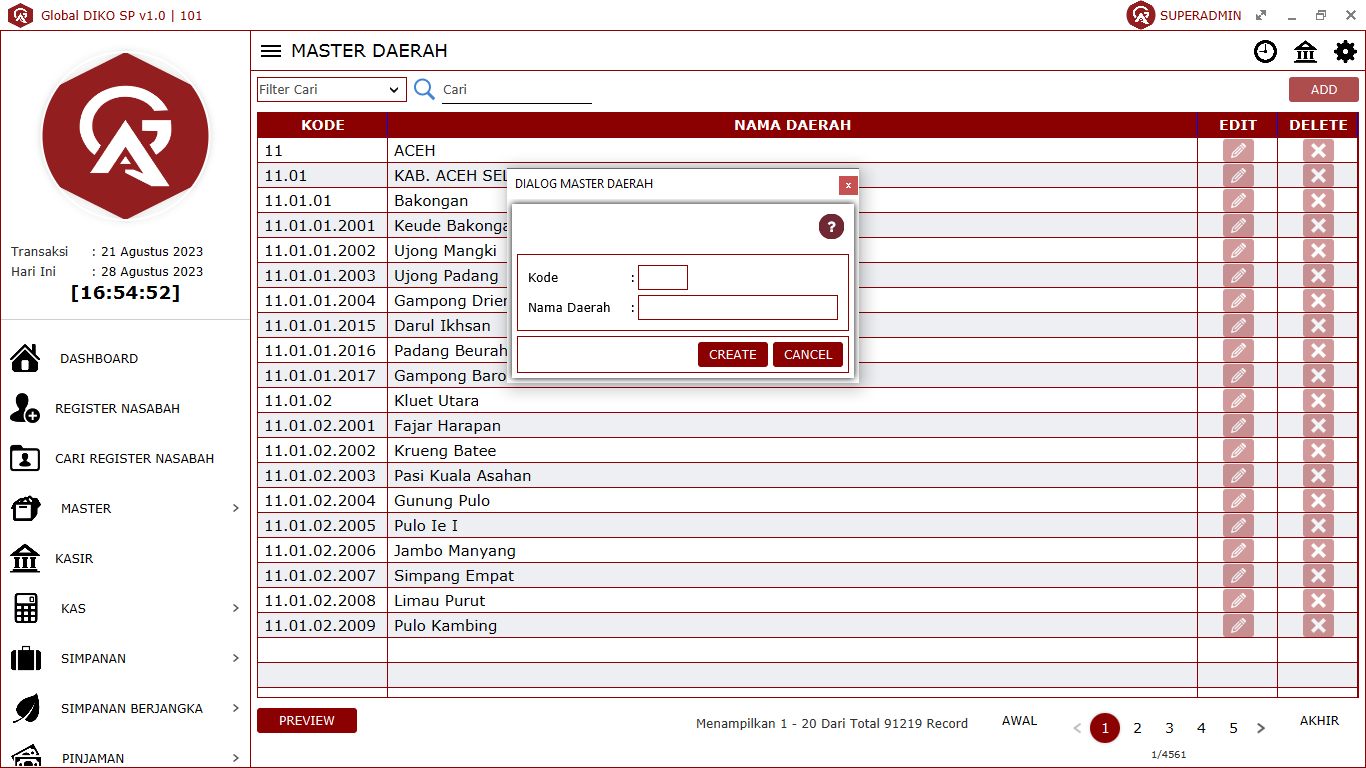 Global DIKO SP v1.0 | 101
SUPERADMIN
MASTER DAERAH
Filter Cari
Cari
ADD
KODE NAMA DAERAH EDIT DELETE
11 ACEH
11.01 KAB. ACEH SEL
11.01.01 Bakongan
11.01.01.2001 Keude Bakonga
11.01.01.2002 Ujong Mangki
11.01.01.2003 Ujong Padang
11.01.01.2004 Gampong Drien
11.01.01.2015 Darul Ikhsan
11.01.01.2016 Padang Beurah
11.01.01.2017 Gampong Baro
11.01.02 Kluet Utara
11.01.02.2001 Fajar Harapan
11.01.02.2002 Krueng Batee
11.01.02.2003 Pasi Kuala Asahan
11.01.02.2004 Gunung Pulo
11.01.02.2005 Pulo Ie I
11.01.02.2006 Jambo Manyang
11.01.02.2007 Simpang Empat
11.01.02.2008 Limau Purut
11.01.02.2009 Pulo Kambing
DIALOG MASTER DAERAH
x
?
Kode :
Nama Daerah :
CREATE CANCEL
Transaksi : 21 Agustus 2023
Hari Ini : 28 Agustus 2023
[16:54:52]
DASHBOARD
REGISTER NASABAH
CARI REGISTER NASABAH
MASTER
KASIR
KAS
SIMPANAN
SIMPANAN BERJANGKA
PINJAMAN
PREVIEW
Menampilkan 1 - 20 Dari Total 91219 Record
AWAL < 1 2 3 4 5 > AKHIR
1/4561